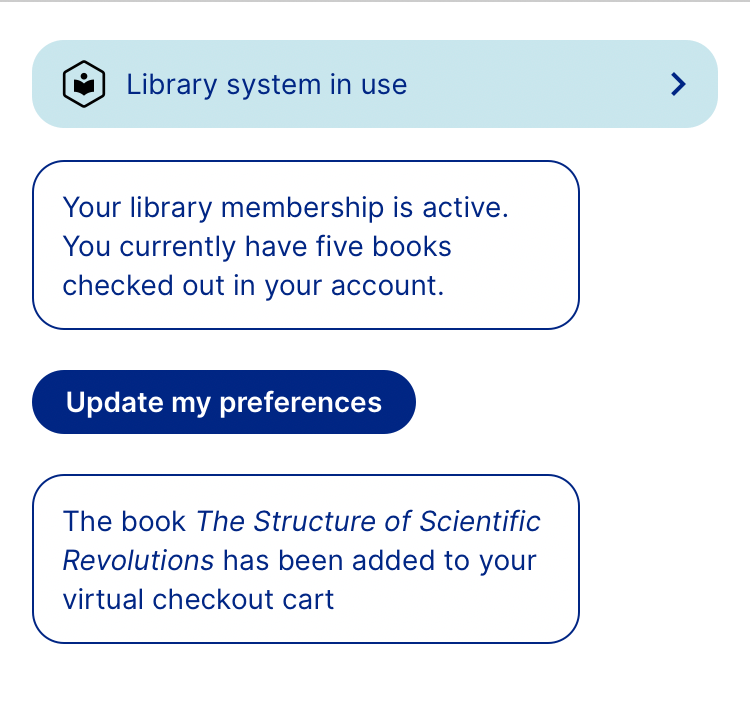 Library system in use
Your library membership is active.
You currently have five books
checked out in your account.
Update my preferences
The book The Structure of Scientific
Revolutions has been added to your
virtual checkout cart